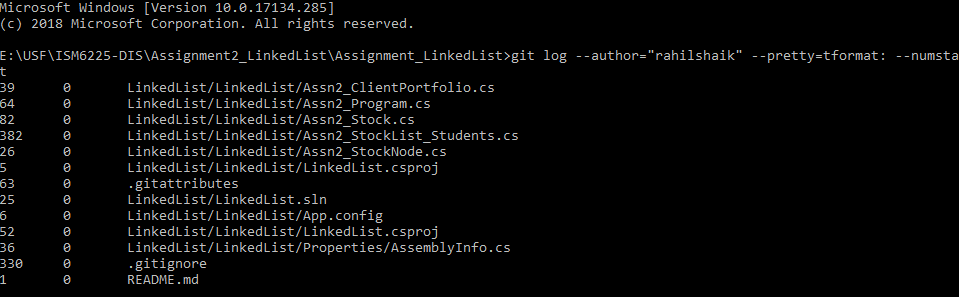 Microsoft Windows [Version 10.0.17134.285]
(c) 2018 Microsoft Corporation. All rights reserved.
E:\USF\ISM6225-DIS\Assignment2_LinkedList\Assignment_LinkedList>git log --author="rahilshaik" --pretty=tformat: --numsta
t
39 0 LinkedList/LinkedList/Assn2_ClientPortfolio.cs
64 0 LinkedList/LinkedList/Assn2_Program.cs
82 0 LinkedList/LinkedList/Assn2_Stock.cs
382 0 LinkedList/LinkedList/Assn2_StockList_Students.cs
26 0 LinkedList/LinkedList/Assn2_StockNode.cs
5 0 LinkedList/LinkedList/LinkedList.csproj
63 0 .gitattributes
25 0 LinkedList/LinkedList.sln
6 0 LinkedList/LinkedList/App.config
52 0 LinkedList/LinkedList/LinkedList.csproj
36 0 LinkedList/LinkedList/Properties/AssemblyInfo.cs
330 0 .gitignore
1 0 README.md